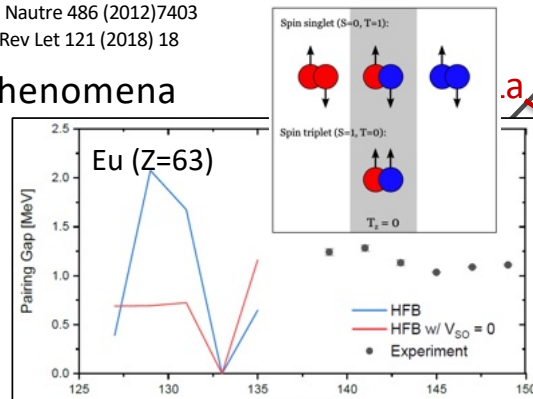 Nautre 486 (2012)7403
Rev Let 121 (2018) 18
henomena
Spin singlet (S=0, T=1):
Spin triplet (S=1, T=0):
T_z = 0
Eu (Z=63)
Pairing Gap [MeV]
2.5
2.0
1.5
1.0
0.5
0.0
HFB
HFB w/ V_SO = 0
Experiment
125
130
135
140
145
150